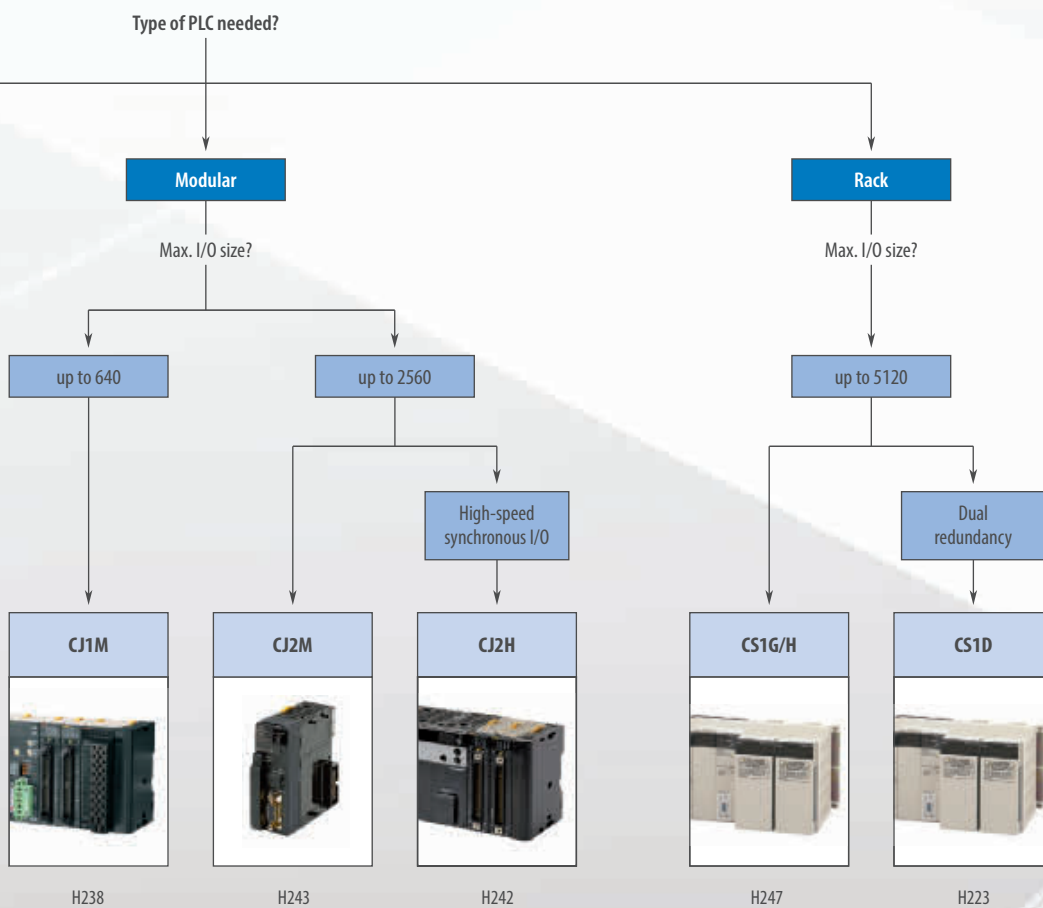 Type of PLC needed?
Modular
Rack
Max. I/O size?
Max. I/O size?
up to 640
up to 2560
up to 5120
High-speed
synchronous I/O
Dual
redundancy
CJ1M
CJ2M
CJ2H
CS1G/H
CS1D
H238
H243
H242
H247
H223